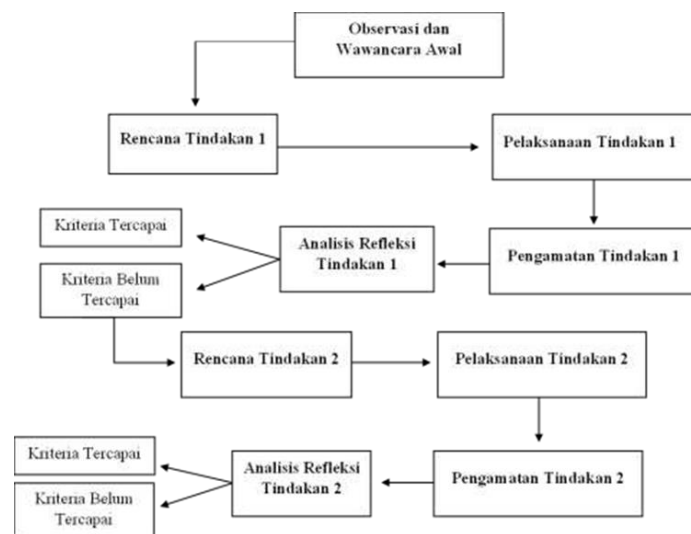 Observasi dan
Wawancara Awal
Rencana Tindakan 1
Pelaksanaan Tindakan 1
Kriteria Tercapai
Analisis Refleksi
Tindakan 1
Pengamatan Tindakan 1
Kriteria Belum
Tercapai
Rencana Tindakan 2
Pelaksanaan Tindakan 2
Kriteria Tercapai
Analisis Refleksi
Tindakan 2
Pengamatan Tindakan 2
Kriteria Belum
Tercapai